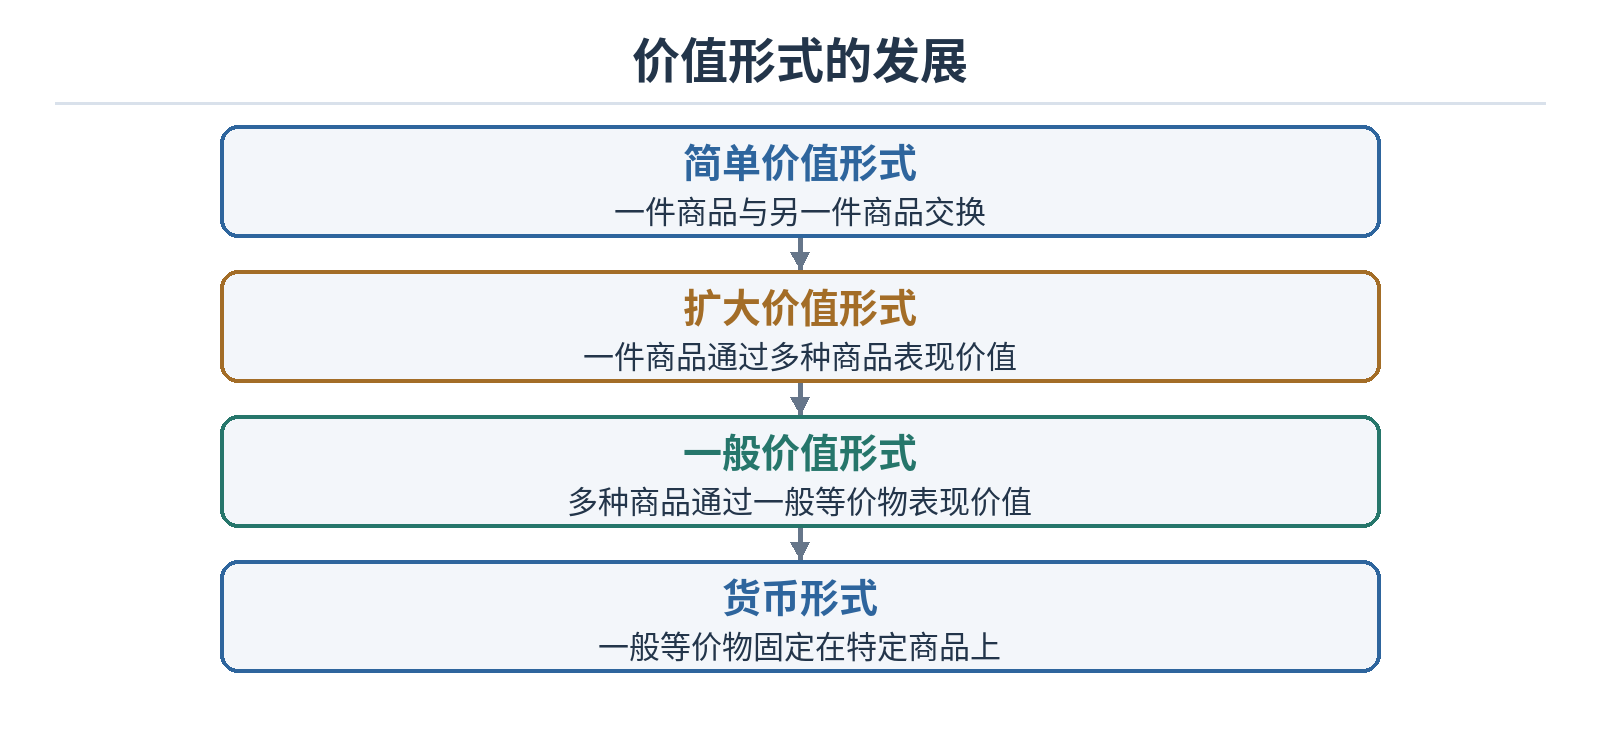 价值形式的发展
简单价值形式
一件商品与另一件商品交换
扩大价值形式
一件商品通过多种商品表现价值
一般价值形式
多种商品通过一般等价物表现价值
货币形式
一般等价物固定在特定商品上